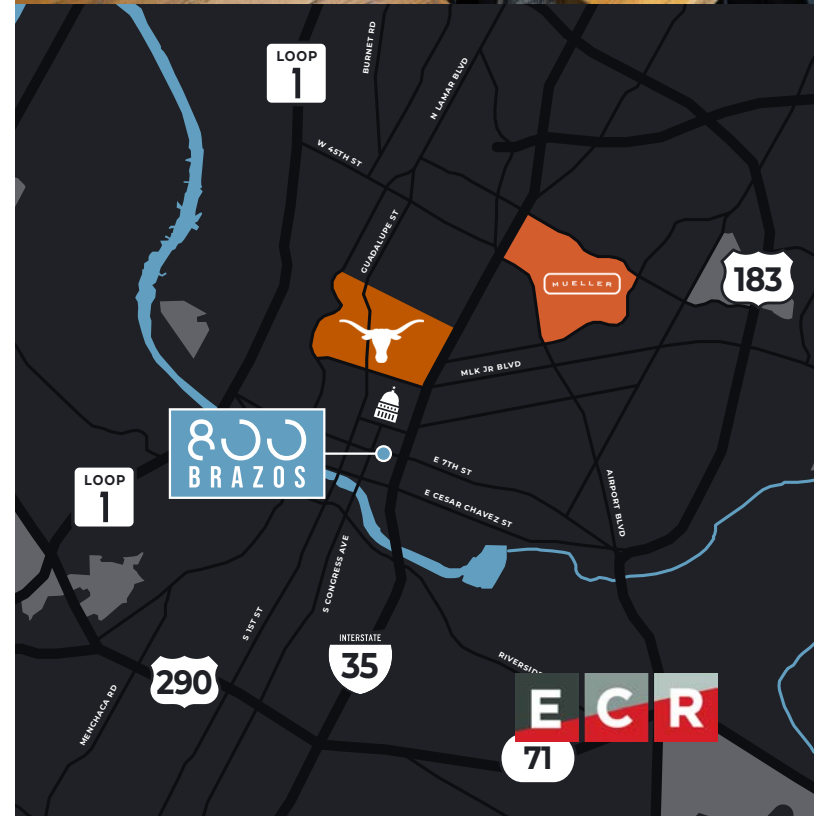 LOOP
1
BURNET RD
N LAMAR BLVD
W 45TH ST
GUADALUPE ST
MUELLER
183
MLK JR BLVD
800
BRAZOS
E 7TH ST
LOOP
1
E CESAR CHAVEZ ST
AIRPORT BLVD
S CONGRESS AVE
S 1ST ST
INTERSTATE
35
RIVERSID
290
MENCHACA RD
E C R
71